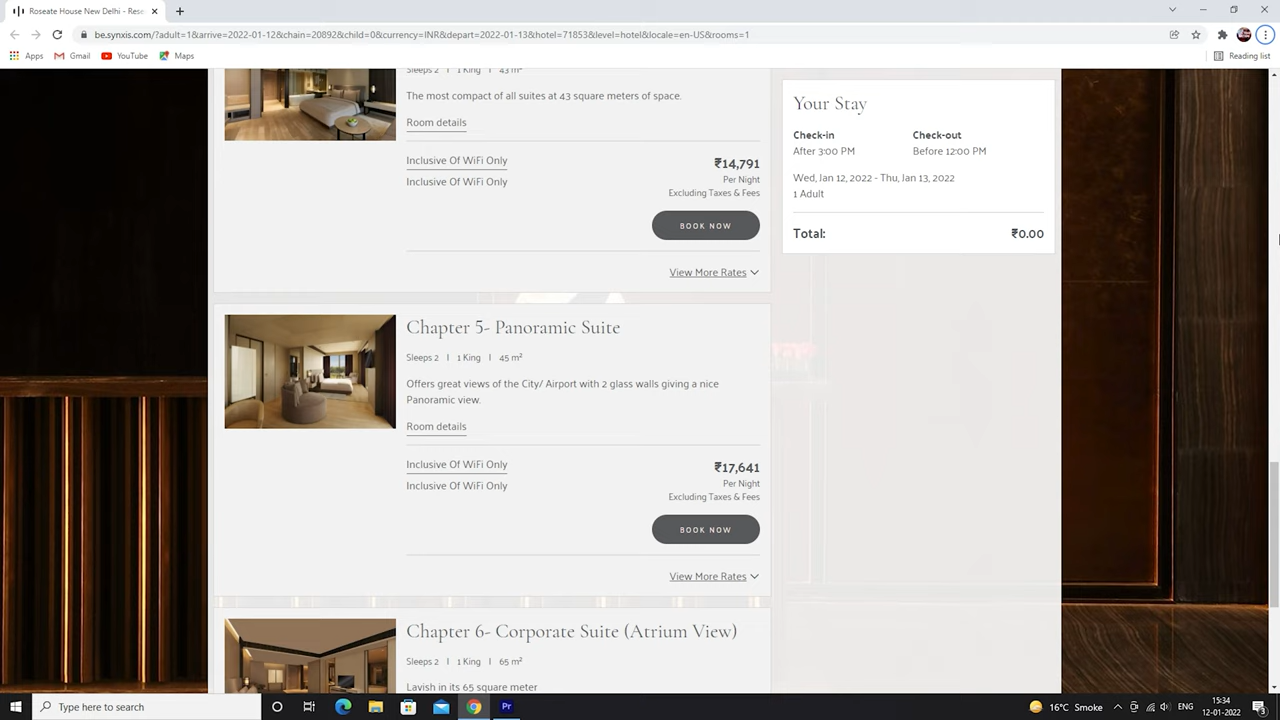 Roseate House New Delhi - Rese
be.synxis.com/?adult=1&arrive=2022-01-12&chain=20892&child=0&currency=INR&depart=2022-01-13&hotel=71853&level=hotel&locale=en-US&rooms=1
Apps Gmail YouTube Maps Reading list
Sleeps 2 | 1 King | 43 m²
The most compact of all suites at 43 square meters of space.
Room details
Inclusive Of WiFi Only
Inclusive Of WiFi Only
₹14,791
Per Night
Excluding Taxes & Fees
BOOK NOW
View More Rates
Chapter 5- Panoramic Suite
Sleeps 2 | 1 King | 45 m²
Offers great views of the City/ Airport with 2 glass walls giving a nice
Panoramic view.
Room details
Inclusive Of WiFi Only
Inclusive Of WiFi Only
₹17,641
Per Night
Excluding Taxes & Fees
BOOK NOW
View More Rates
Chapter 6- Corporate Suite (Atrium View)
Sleeps 2 | 1 King | 65 m²
Lavish in its 65 square meter
Your Stay
Check-in Check-out
After 3:00 PM Before 12:00 PM
Wed, Jan 12, 2022 - Thu, Jan 13, 2022
1 Adult
Total: ₹0.00
Type here to search
Pr
16°C Smoke
ENG
15:34
12-01-2022
3